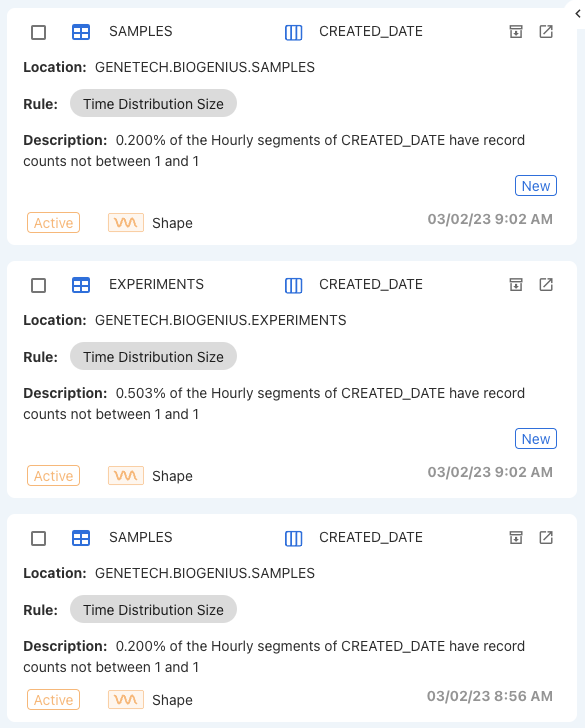 SAMPLES CREATED_DATE
Location: GENETECH.BIOGENIUS.SAMPLES
Rule: Time Distribution Size
Description: 0.200% of the Hourly segments of CREATED_DATE have record
counts not between 1 and 1
New
Active Shape 03/02/23 9:02 AM
EXPERIMENTS CREATED_DATE
Location: GENETECH.BIOGENIUS.EXPERIMENTS
Rule: Time Distribution Size
Description: 0.503% of the Hourly segments of CREATED_DATE have record
counts not between 1 and 1
New
Active Shape 03/02/23 9:02 AM
SAMPLES CREATED_DATE
Location: GENETECH.BIOGENIUS.SAMPLES
Rule: Time Distribution Size
Description: 0.200% of the Hourly segments of CREATED_DATE have record
counts not between 1 and 1
Active Shape 03/02/23 8:56 AM